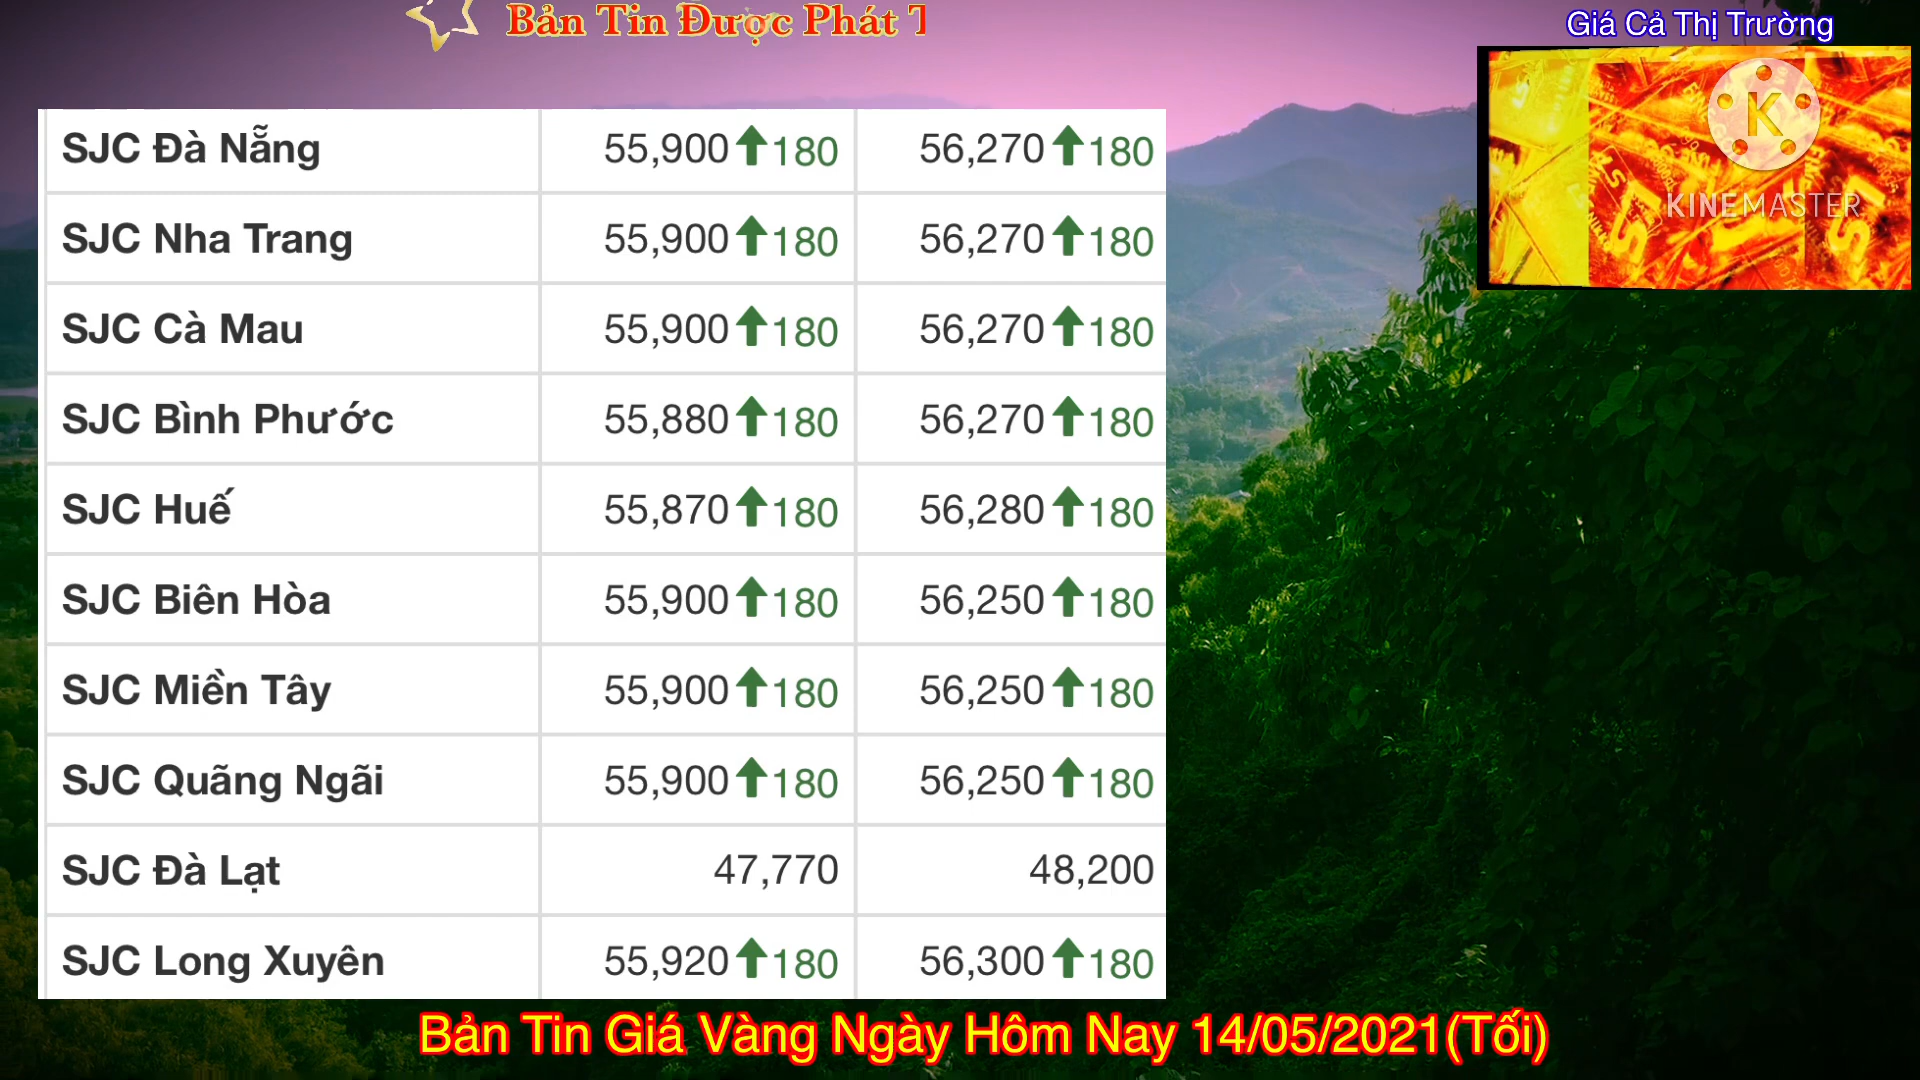 Bản Tin Được Phát
Giá Cả Thị Trường
KINEMASTER
SJC Đà Nẵng 55,900 180 56,270 180
SJC Nha Trang 55,900 180 56,270 180
SJC Cà Mau 55,900 180 56,270 180
SJC Bình Phước 55,880 180 56,270 180
SJC Huế 55,870 180 56,280 180
SJC Biên Hòa 55,900 180 56,250 180
SJC Miền Tây 55,900 180 56,250 180
SJC Quãng Ngãi 55,900 180 56,250 180
SJC Đà Lạt 47,770 48,200
SJC Long Xuyên 55,920 180 56,300 180
Bản Tin Giá Vàng Ngày Hôm Nay 14/05/2021(Tối)